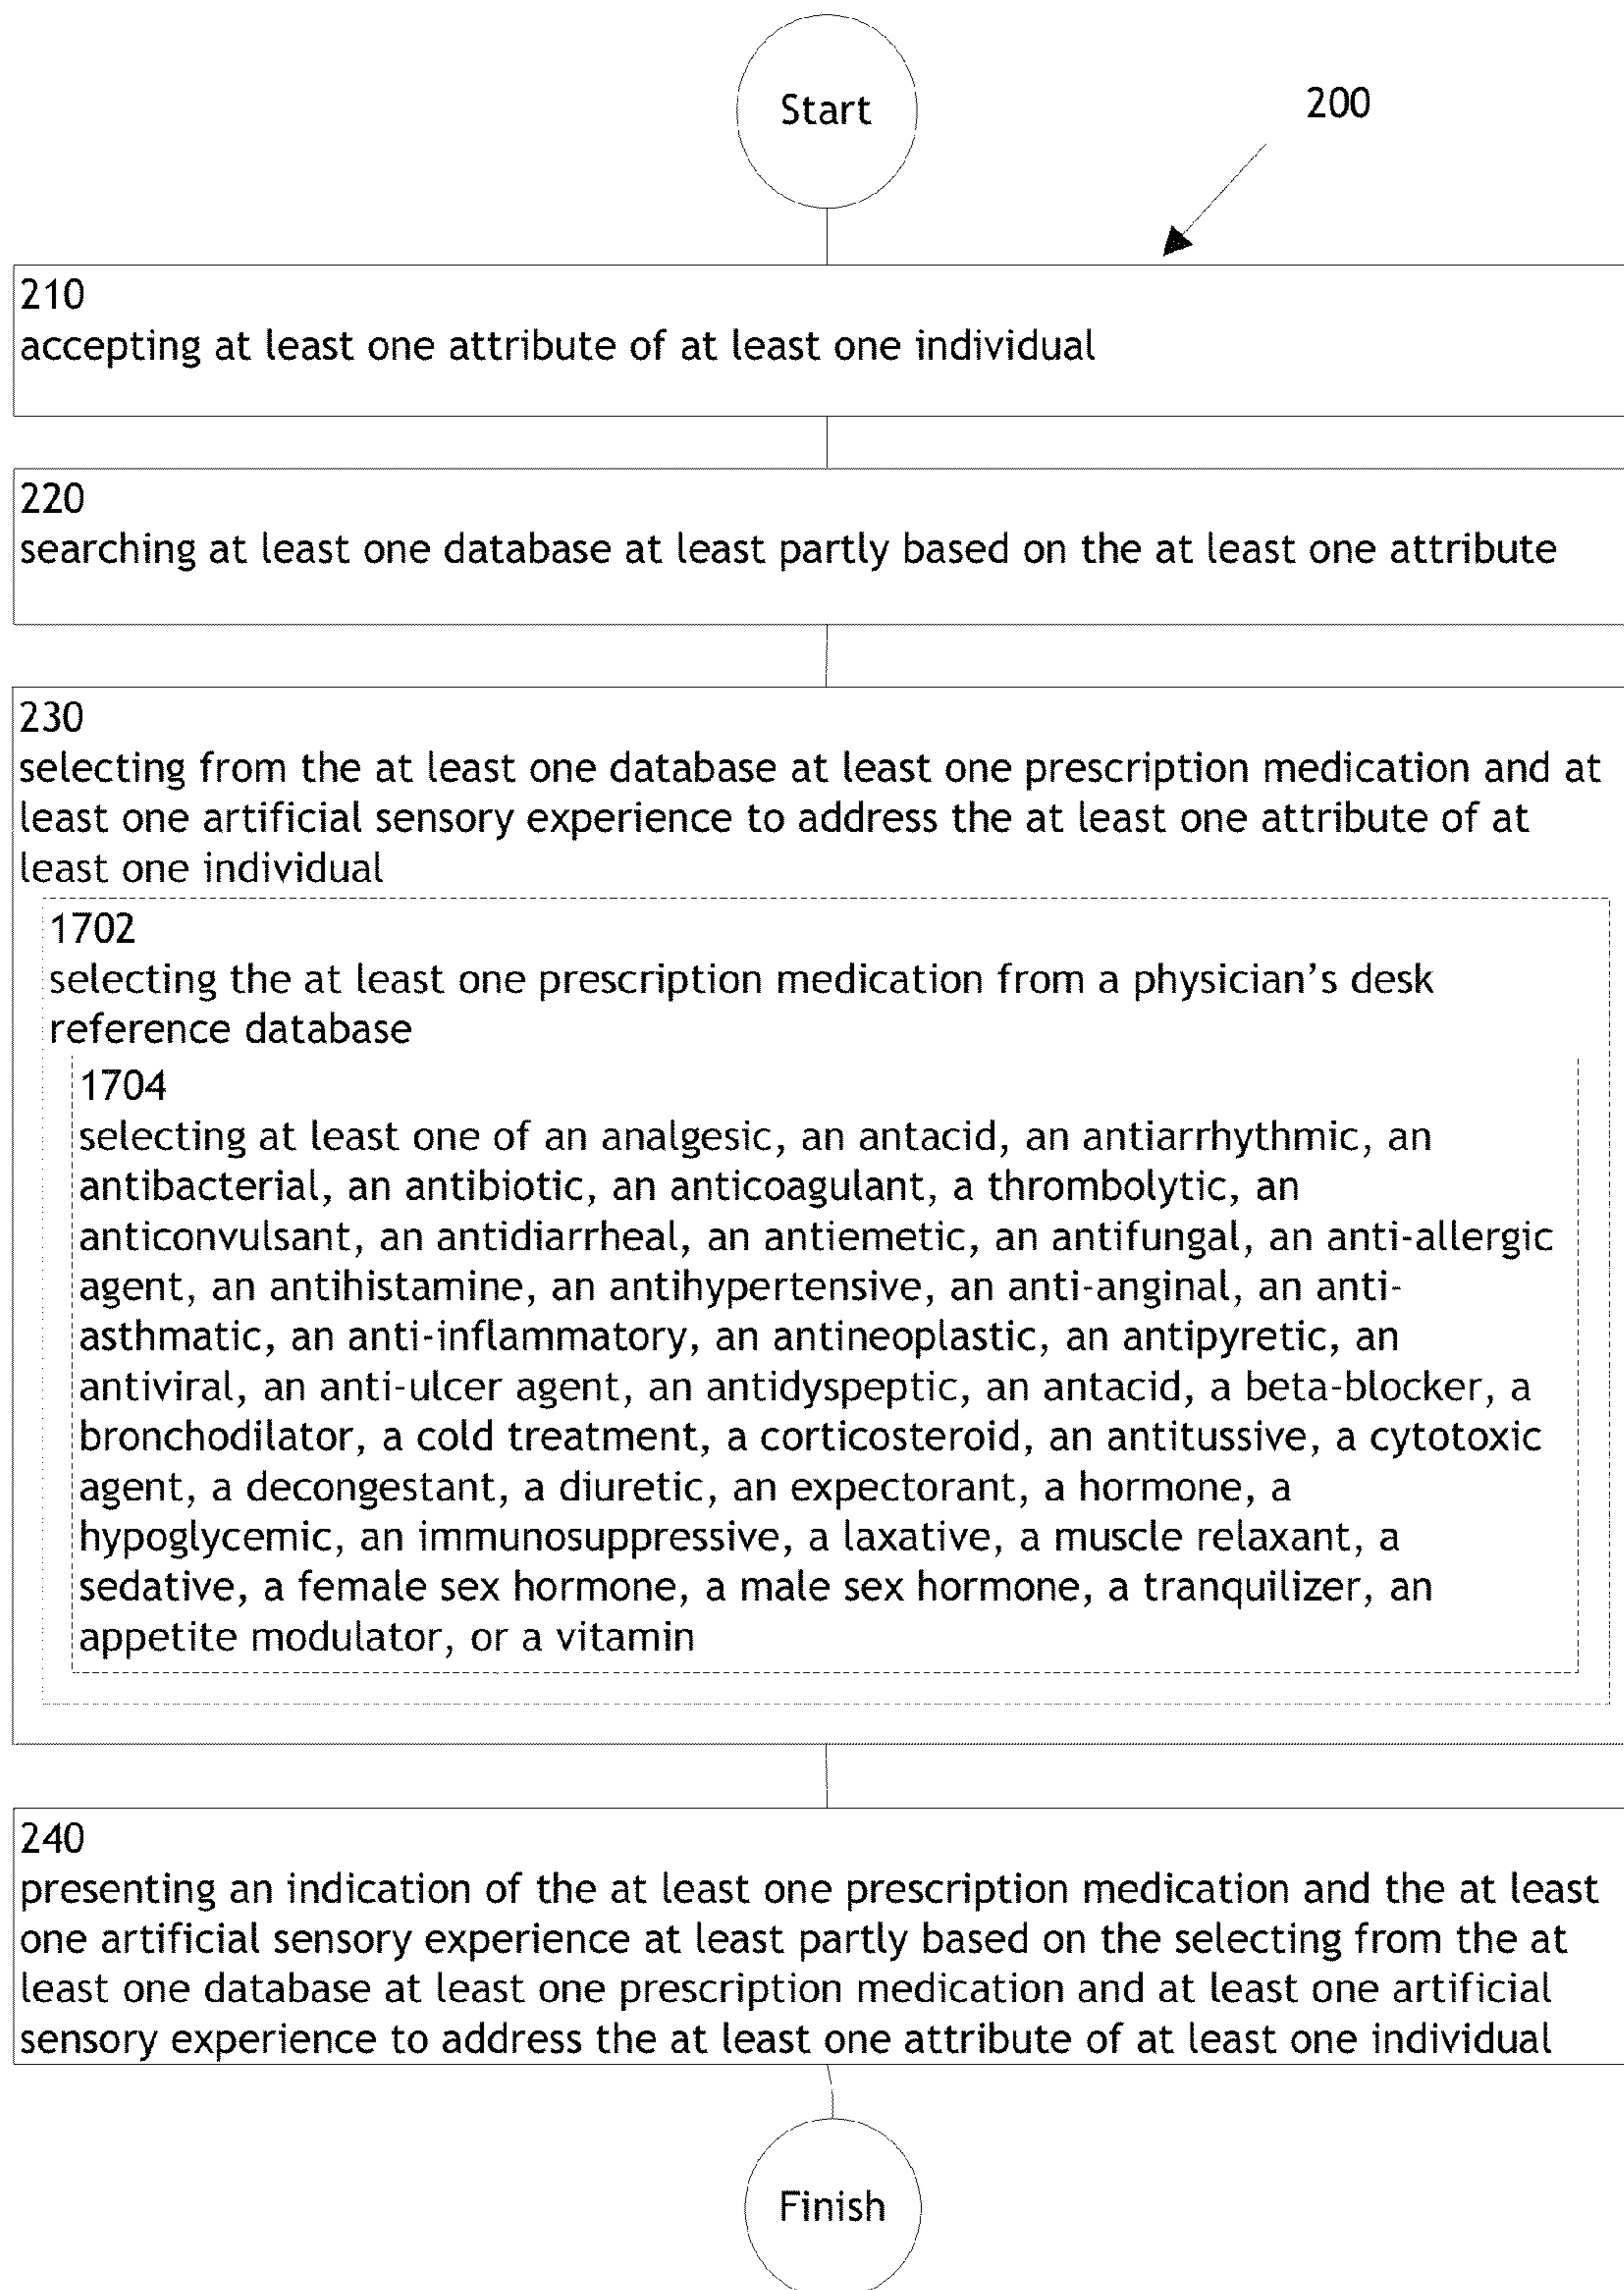 Start
200
210
accepting at least one attribute of at least one individual
220
searching at least one database at least partly based on the at least one attribute
230
selecting from the at least one database at least one prescription medication and at
least one artificial sensory experience to address the at least one attribute of at
least one individual
1702
selecting the at least one prescription medication from a physician's desk
reference database
1704
selecting at least one of an analgesic, an antacid, an antiarrhythmic, an
antibacterial, an antibiotic, an anticoagulant, a thrombolytic, an
anticonvulsant, an antidiarrheal, an antiemetic, an antifungal, an anti-allergic
agent, an antihistamine, an antihypertensive, an anti-anginal, an anti-
asthmatic, an anti-inflammatory, an antineoplastic, an antipyretic, an
antiviral, an anti-ulcer agent, an antidyspeptic, an antacid, a beta-blocker, a
bronchodilator, a cold treatment, a corticosteroid, an antitussive, a cytotoxic
agent, a decongestant, a diuretic, an expectorant, a hormone, a
hypoglycemic, an immunosuppressive, a laxative, a muscle relaxant, a
sedative, a female sex hormone, a male sex hormone, a tranquilizer, an
appetite modulator, or a vitamin
240
presenting an indication of the at least one prescription medication and the at least
one artificial sensory experience at least partly based on the selecting from the at
least one database at least one prescription medication and at least one artificial
sensory experience to address the at least one attribute of at least one individual
Finish